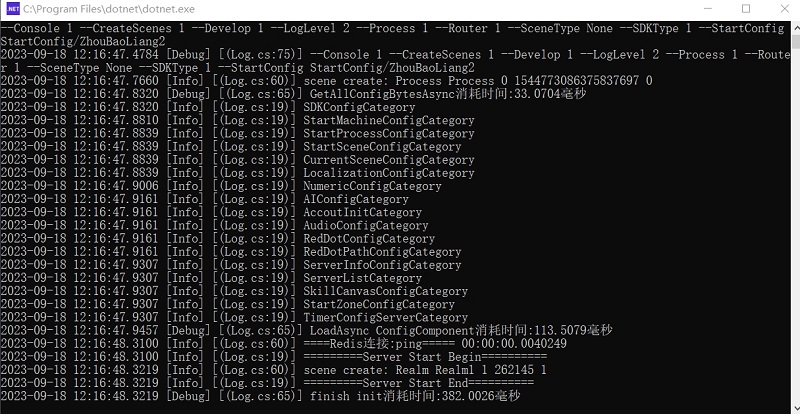 C:\Program Files\dotnet\dotnet.exe
--Console 1 --CreateScenes 1 --Develop 1 --LogLevel 2 --Process 1 --Router 1 --SceneType None --SDKType 1 --StartConfig
StartConfig/ZhouBaoLiang2
2023-09-18 12:16:47.4784 [Debug] [(Log.cs:75)] --Console 1 --CreateScenes 1 --Develop 1 --LogLevel 2 --Process 1 --Route
r 1 --SceneType None --SDKType 1 --StartConfig StartConfig/ZhouBaoLiang2
2023-09-18 12:16:47.7660 [Info] [(Log.cs:60)] scene create: Process Process 0 1544773086375837697 0
2023-09-18 12:16:47.8320 [Debug] [(Log.cs:65)] GetAllConfigBytesAsync消耗时间:33.0704毫秒
2023-09-18 12:16:47.8320 [Info] [(Log.cs:19)] SDKConfigCategory
2023-09-18 12:16:47.8810 [Info] [(Log.cs:19)] StartMachineConfigCategory
2023-09-18 12:16:47.8839 [Info] [(Log.cs:19)] StartProcessConfigCategory
2023-09-18 12:16:47.8839 [Info] [(Log.cs:19)] StartSceneConfigCategory
2023-09-18 12:16:47.8839 [Info] [(Log.cs:19)] CurrentSceneConfigCategory
2023-09-18 12:16:47.8839 [Info] [(Log.cs:19)] LocalizationConfigCategory
2023-09-18 12:16:47.9006 [Info] [(Log.cs:19)] NumericConfigCategory
2023-09-18 12:16:47.9161 [Info] [(Log.cs:19)] AIConfigCategory
2023-09-18 12:16:47.9161 [Info] [(Log.cs:19)] AccoutInitCategory
2023-09-18 12:16:47.9161 [Info] [(Log.cs:19)] AudioConfigCategory
2023-09-18 12:16:47.9161 [Info] [(Log.cs:19)] RedDotConfigCategory
2023-09-18 12:16:47.9161 [Info] [(Log.cs:19)] RedDotPathConfigCategory
2023-09-18 12:16:47.9307 [Info] [(Log.cs:19)] ServerInfoConfigCategory
2023-09-18 12:16:47.9307 [Info] [(Log.cs:19)] ServerListCategory
2023-09-18 12:16:47.9307 [Info] [(Log.cs:19)] SkillCanvasConfigCategory
2023-09-18 12:16:47.9307 [Info] [(Log.cs:19)] StartZoneConfigCategory
2023-09-18 12:16:47.9307 [Info] [(Log.cs:19)] TimerConfigServerCategory
2023-09-18 12:16:47.9457 [Debug] [(Log.cs:65)] LoadAsync ConfigComponent消耗时间:113.5079毫秒
2023-09-18 12:16:48.3100 [Info] [(Log.cs:60)] ====Redis连接:ping===== 00:00:00.0040249
2023-09-18 12:16:48.3100 [Info] [(Log.cs:19)] =========Server Start Begin==========
2023-09-18 12:16:48.3219 [Info] [(Log.cs:60)] scene create: Realm Realm1 1 262145 1
2023-09-18 12:16:48.3219 [Info] [(Log.cs:19)] =========Server Start End==========
2023-09-18 12:16:48.3219 [Debug] [(Log.cs:65)] finish init消耗时间:382.0026毫秒